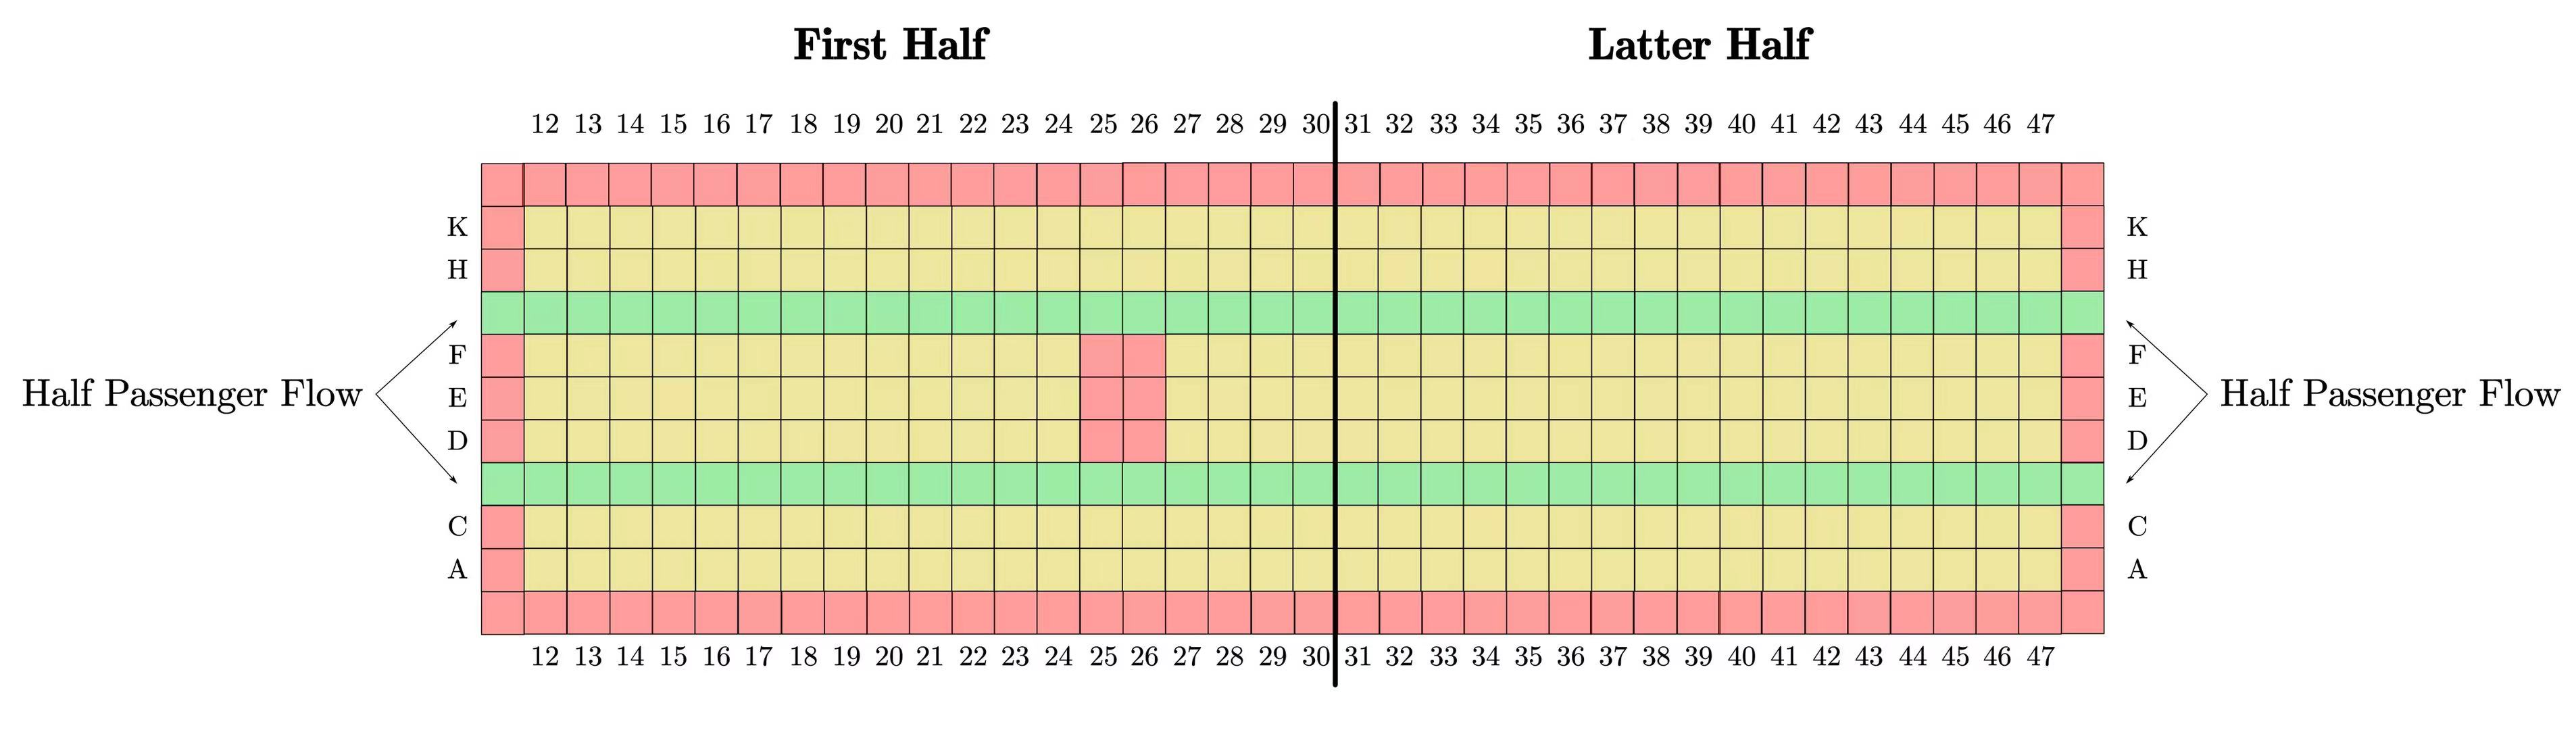 First Half Latter Half
12 13 14 15 16 17 18 19 20 21 22 23 24 25 26 27 28 29 30 31 32 33 34 35 36 37 38 39 40 41 42 43 44 45 46 47
K K
H H
F F
Half Passenger Flow E E Half Passenger Flow
D D
C C
A A
12 13 14 15 16 17 18 19 20 21 22 23 24 25 26 27 28 29 30 31 32 33 34 35 36 37 38 39 40 41 42 43 44 45 46 47